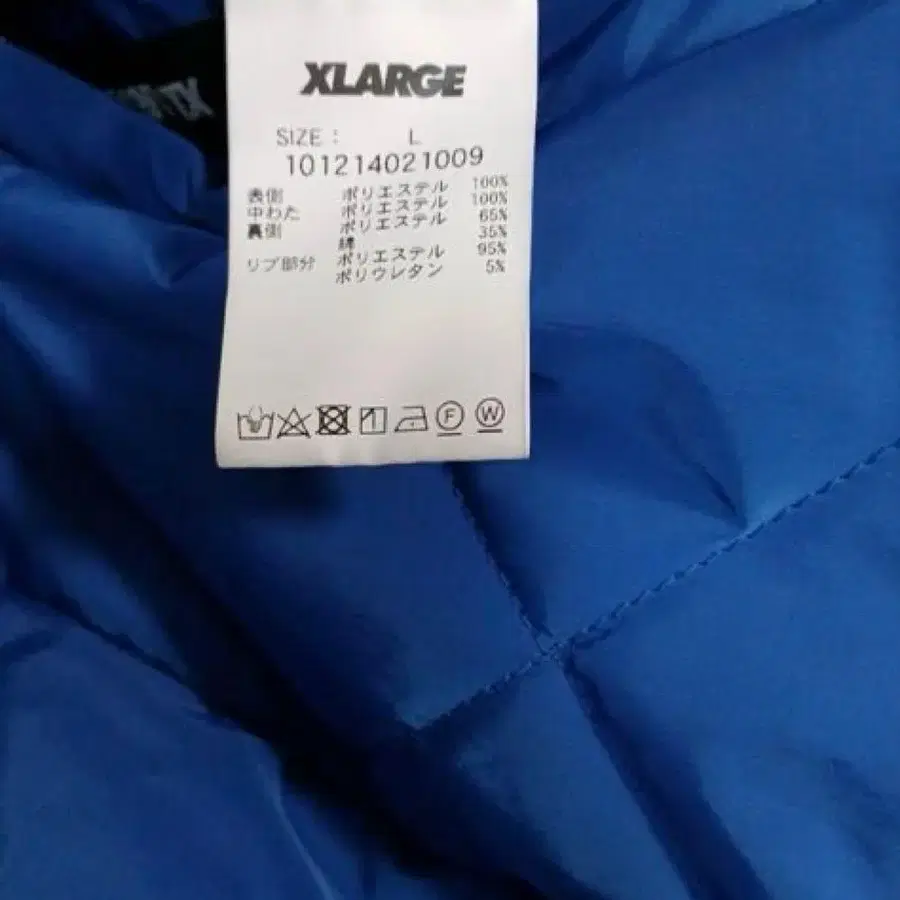 XLARGE
SIZE : L
101214021009
表側 ポリエステル 100%
中わた ポリエステル 100%
裏側 ポリエステル 65%
綿 35%
リブ部分 ポリエステル 95%
ポリウレタン 5%
F W